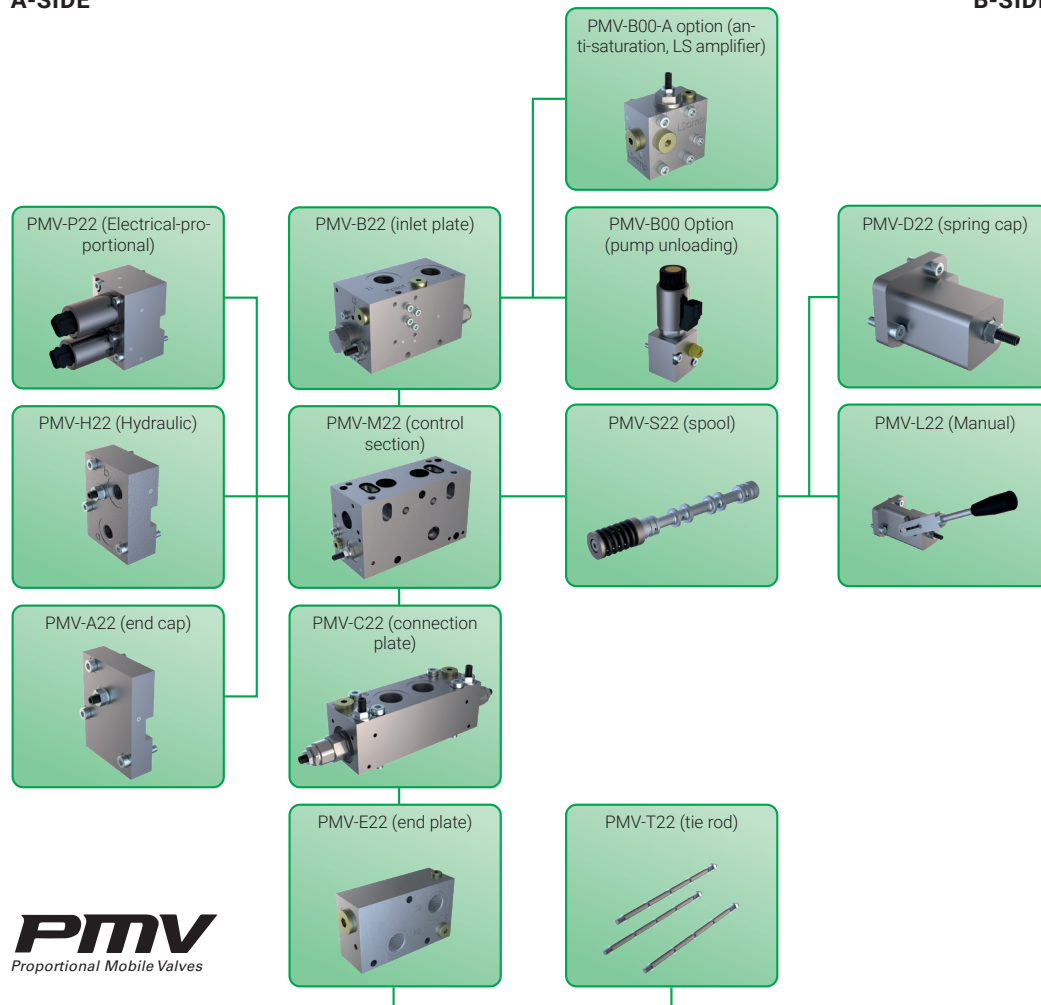 A-SIDE
B-SIDE
PMV-B00-A option (an-
ti-saturation, LS amplifier)
PMV-P22 (Electrical-pro-
portional)
PMV-B22 (inlet plate)
PMV-B00 Option
(pump unloading)
PMV-D22 (spring cap)
PMV-H22 (Hydraulic)
PMV-M22 (control
section)
PMV-S22 (spool)
PMV-L22 (Manual)
PMV-A22 (end cap)
PMV-C22 (connection
plate)
PMV-E22 (end plate)
PMV-T22 (tie rod)
PMV
Proportional Mobile Valves